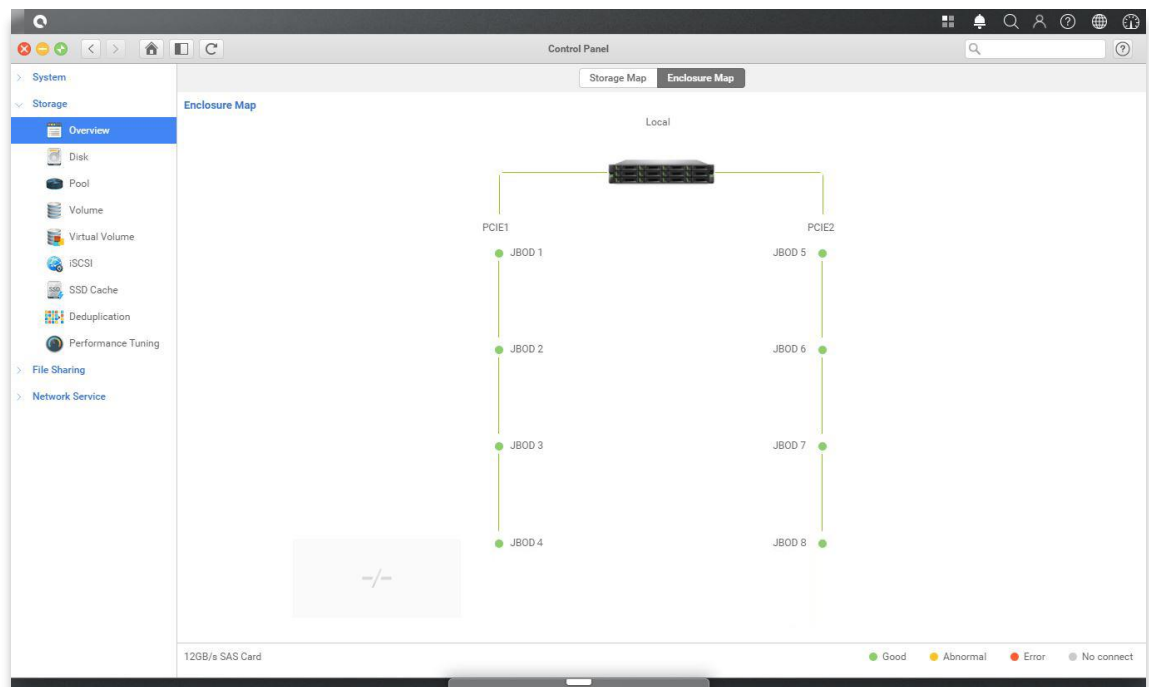 Control Panel
System
Storage
Overview
Disk
Pool
Volume
Virtual Volume
iSCSI
SSD Cache
Deduplication
Performance Tuning
File Sharing
Network Service
Storage Map Enclosure Map
Enclosure Map
Local
PCIE1 PCIE2
JBOD 1 JBOD 5
JBOD 2 JBOD 6
JBOD 3 JBOD 7
JBOD 4 JBOD 8
-/-
12GB/s SAS Card Good Abnormal Error No connect